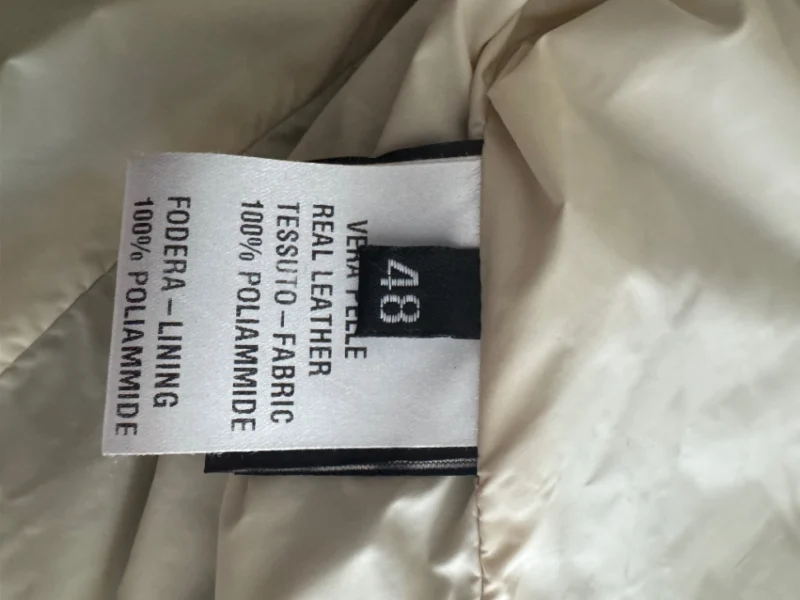 48
VERA PELLE
REAL LEATHER
TESSUTO – FABRIC
100% POLIAMMIDE
FODERA – LINING
100% POLIAMMIDE